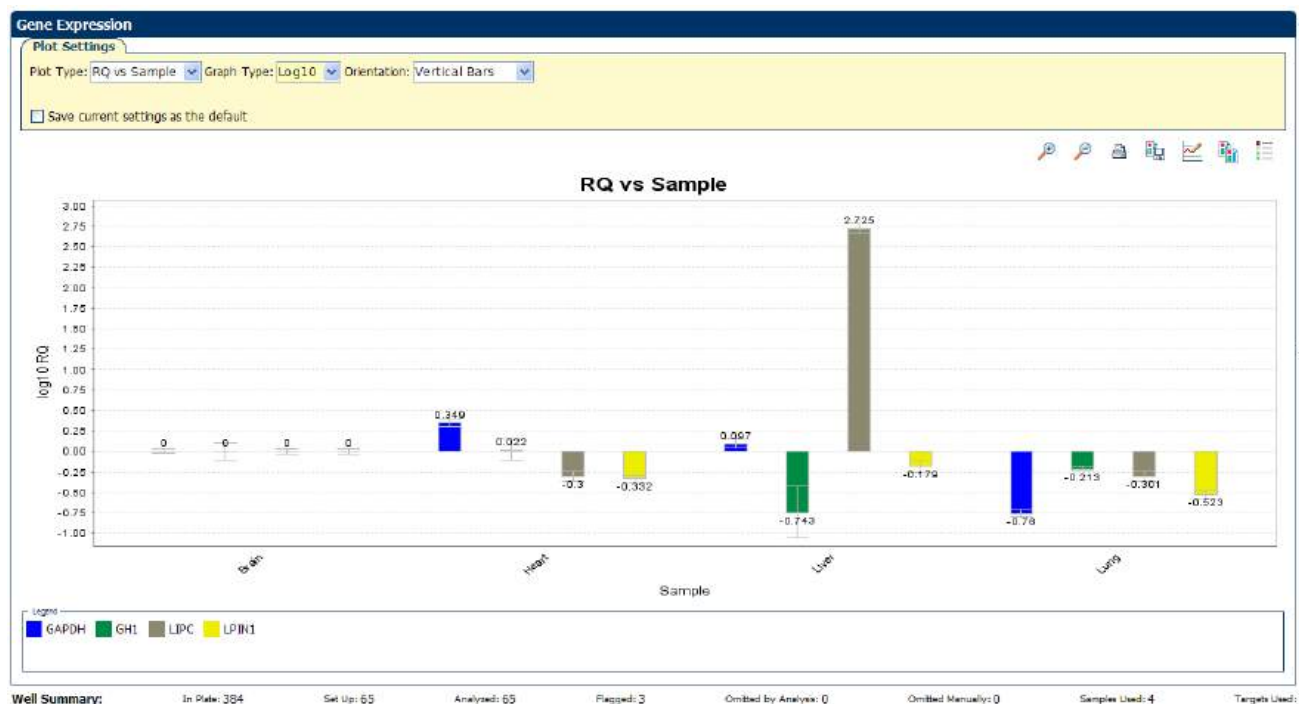 Gene Expression
Plot Settings
Plot Type: RQ vs Sample Graph Type: Log10 Orientation: Vertical Bars
Save current settings as the default
RQ vs Sample
3.00
2.75
2.50
2.25
2.00
1.75
1.50
1.25
1.00
0.75
0.50
0.25
0.00
-0.25
-0.50
-0.75
-1.00
log10 RQ
0 0 0 0
0.349 0.022 -0.3 -0.332
0.097 -0.743 2.725 -0.179
-0.76 -0.213 -0.301 -0.523
Brain Heart Liver Lung
Sample
Legend
GAPDH GH1 LIPC LPIN1
Well Summary: In Plate: 384 Set Up: 65 Analyzed: 65 Flagged: 3 Omitted by Analysis: 0 Omitted Manually: 0 Samples Used: 4 Targets Used: